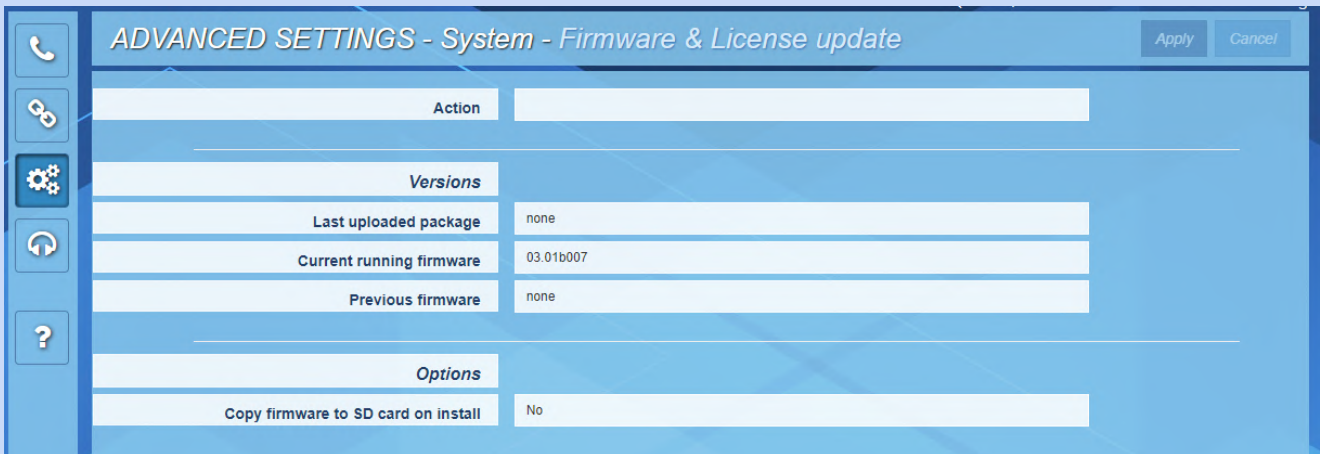 ADVANCED SETTINGS - System - Firmware & License update
Apply
Cancel
Action
Versions
Last uploaded package
none
Current running firmware
03.01b007
Previous firmware
none
Options
Copy firmware to SD card on install
No
?